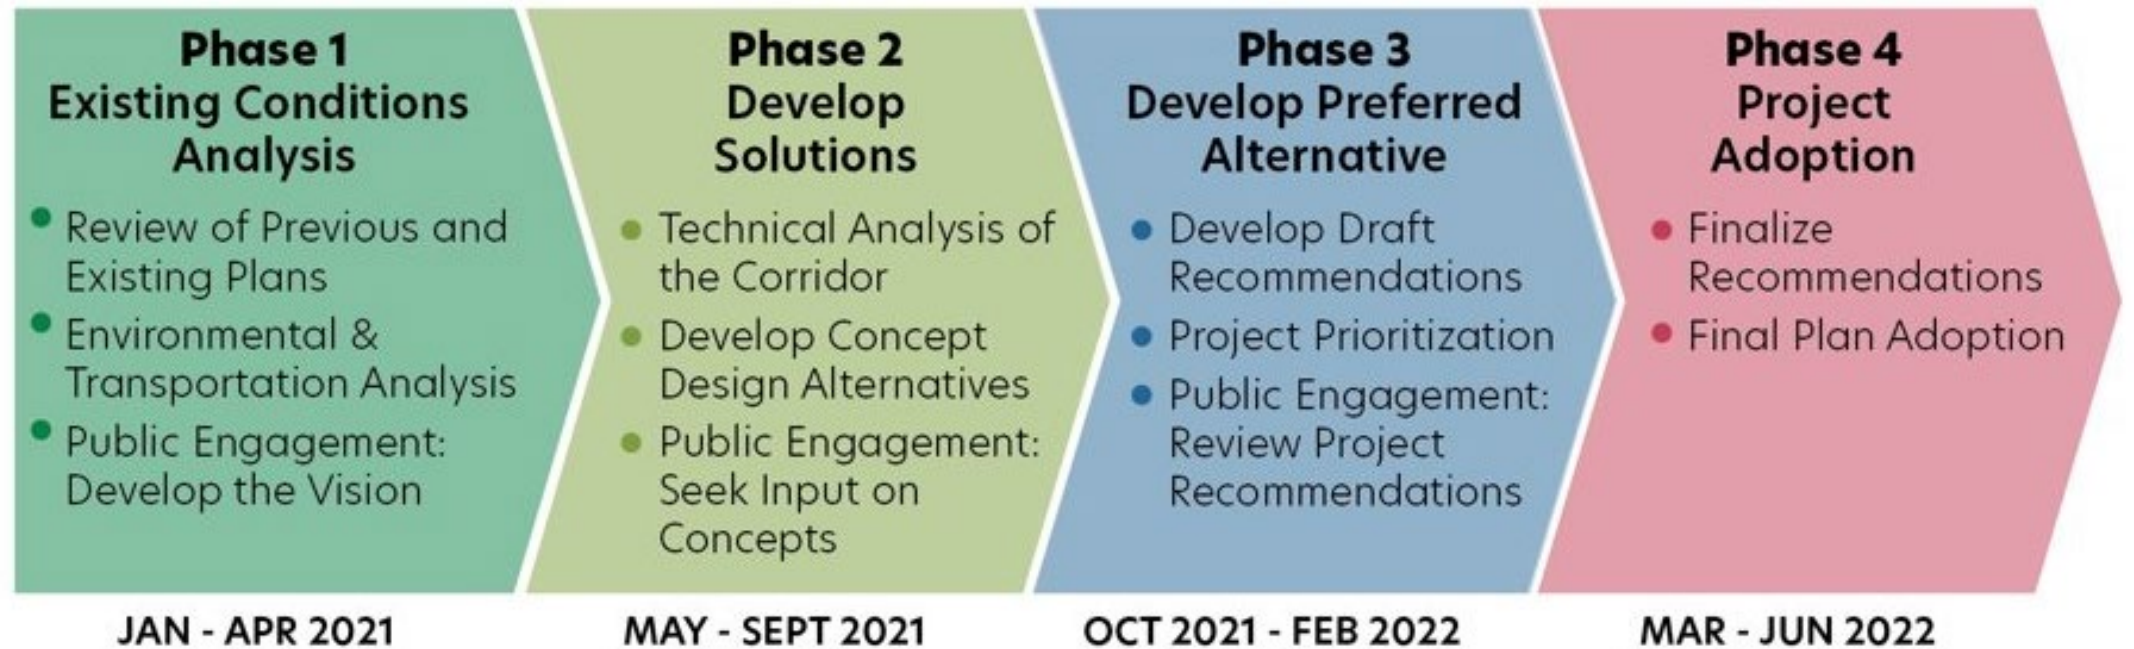 Phase 1
Existing Conditions
Analysis
• Review of Previous and
Existing Plans
• Environmental &
Transportation Analysis
• Public Engagement:
Develop the Vision
JAN - APR 2021
Phase 2
Develop
Solutions
• Technical Analysis of
the Corridor
• Develop Concept
Design Alternatives
• Public Engagement:
Seek Input on
Concepts
MAY - SEPT 2021
Phase 3
Develop Preferred
Alternative
• Develop Draft
Recommendations
• Project Prioritization
• Public Engagement:
Review Project
Recommendations
OCT 2021 - FEB 2022
Phase 4
Project
Adoption
• Finalize
Recommendations
• Final Plan Adoption
MAR - JUN 2022